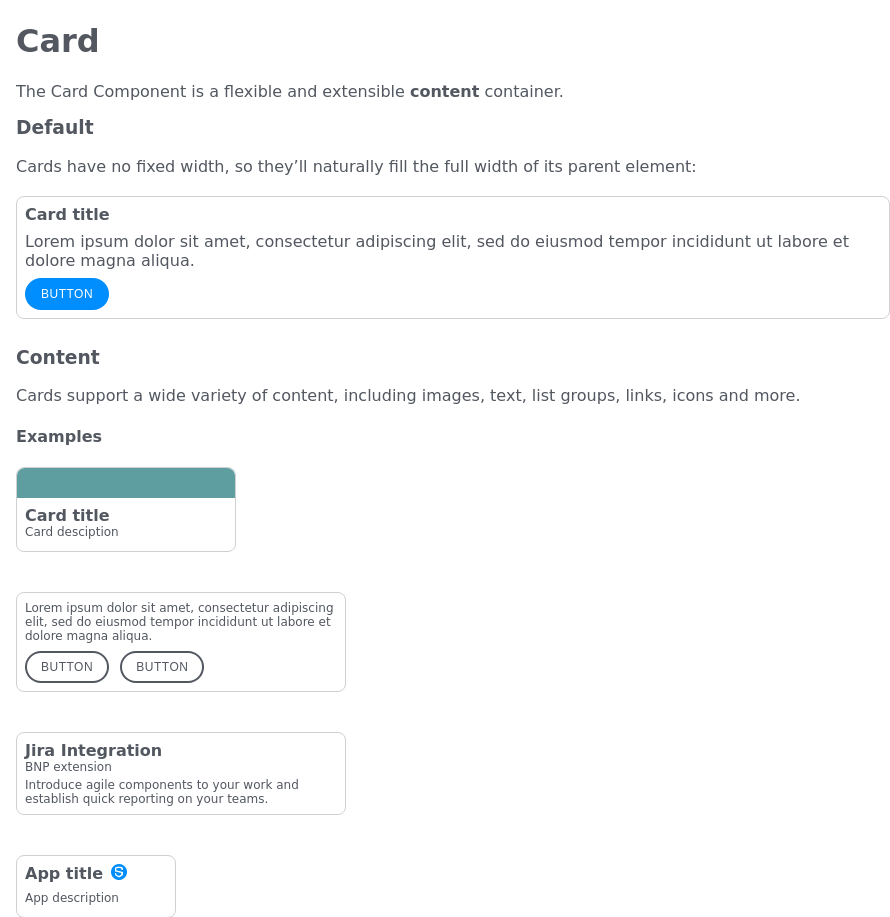 Card
The Card Component is a flexible and extensible content container.
Default
Cards have no fixed width, so they’ll naturally fill the full width of its parent element:
Card title
Lorem ipsum dolor sit amet, consectetur adipiscing elit, sed do eiusmod tempor incididunt ut labore et
dolore magna aliqua.
BUTTON
Content
Cards support a wide variety of content, including images, text, list groups, links, icons and more.
Examples
Card title
Card desciption
Lorem ipsum dolor sit amet, consectetur adipiscing
elit, sed do eiusmod tempor incididunt ut labore et
dolore magna aliqua.
BUTTON BUTTON
Jira Integration
BNP extension
Introduce agile components to your work and
establish quick reporting on your teams.
App title S
App description